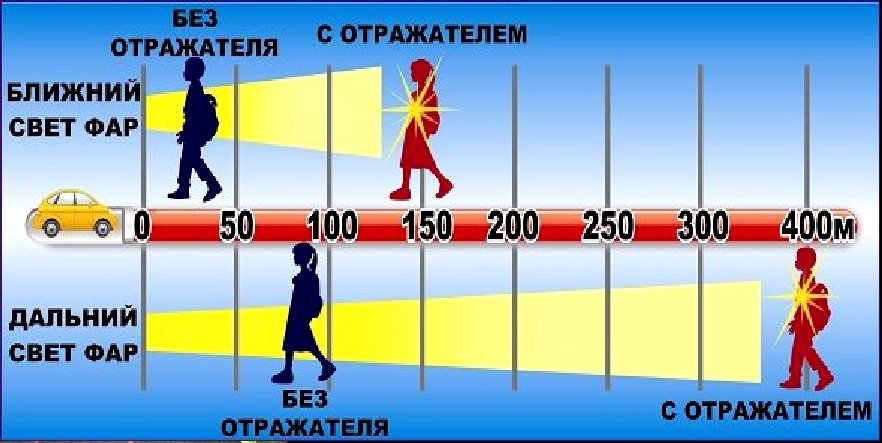 БЕЗ
ОТРАЖАТЕЛЯ
С ОТРАЖАТЕЛЕМ
БЛИЖНИЙ
СВЕТ ФАР
0 50 100 150 200 250 300 400м
ДАЛЬНИЙ
СВЕТ ФАР
БЕЗ
ОТРАЖАТЕЛЯ
С ОТРАЖАТЕЛЕМ